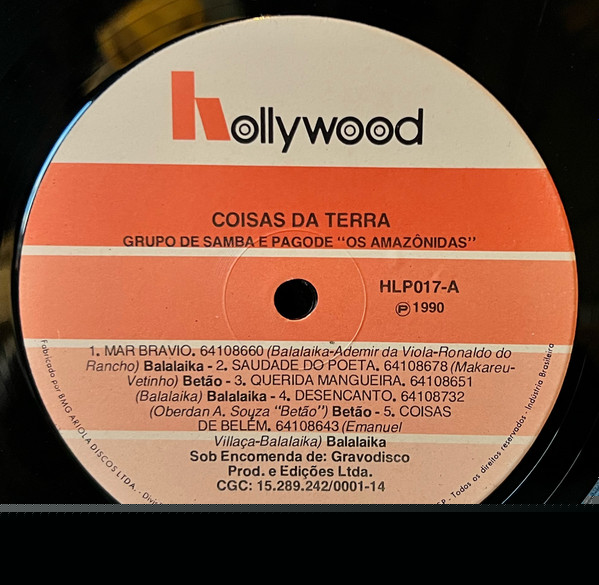 hollywood
COISAS DA TERRA
GRUPO DE SAMBA E PAGODE "OS AMAZÔNIDAS"
HLP017-A
℗ 1990
1. MAR BRAVIO. 64108660 (Balalaika-Ademir da Viola-Ronaldo do
Rancho) Balalaika - 2. SAUDADE DO POETA. 64108678 (Makareu-
Vetinho) Betão - 3. QUERIDA MANGUEIRA. 64108651
(Balalaika) Balalaika - 4. DESENCANTO. 64108732
(Oberdan A. Souza "Betão") Betão - 5. COISAS
DE BELÉM. 64108643 (Emanuel
Villaça-Balalaika) Balalaika
Sob Encomenda de: Gravodisco
Prod. e Edições Ltda.
CGC: 15.289.242/0001-14
Fabricado por BMG ARIOLA DISCOS LTDA. -
SP - Todos os direitos reservados - Indústria Brasileira